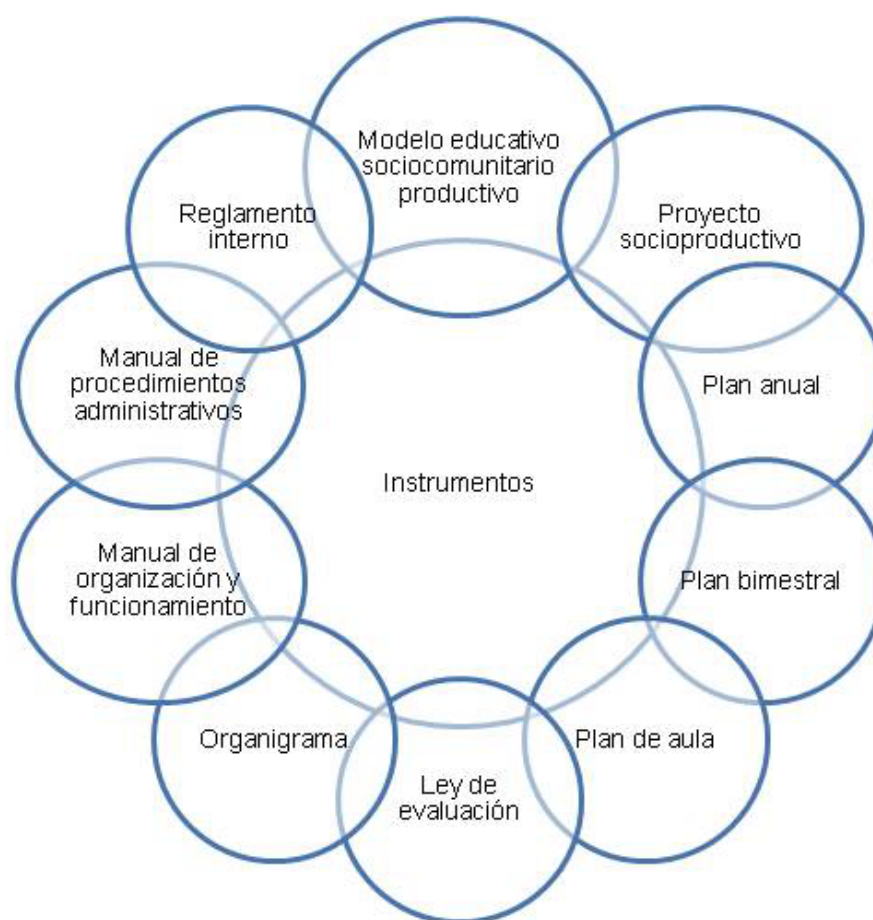 Modelo educativo
sociocomunitario
productivo
Proyecto
socioproductivo
Plan anual
Plan bimestral
Plan de aula
Ley de
evaluación
Organigrama
Manual de
organización y
funcionamiento
Manual de
procedimientos
administrativos
Reglamento
interno
Instrumentos